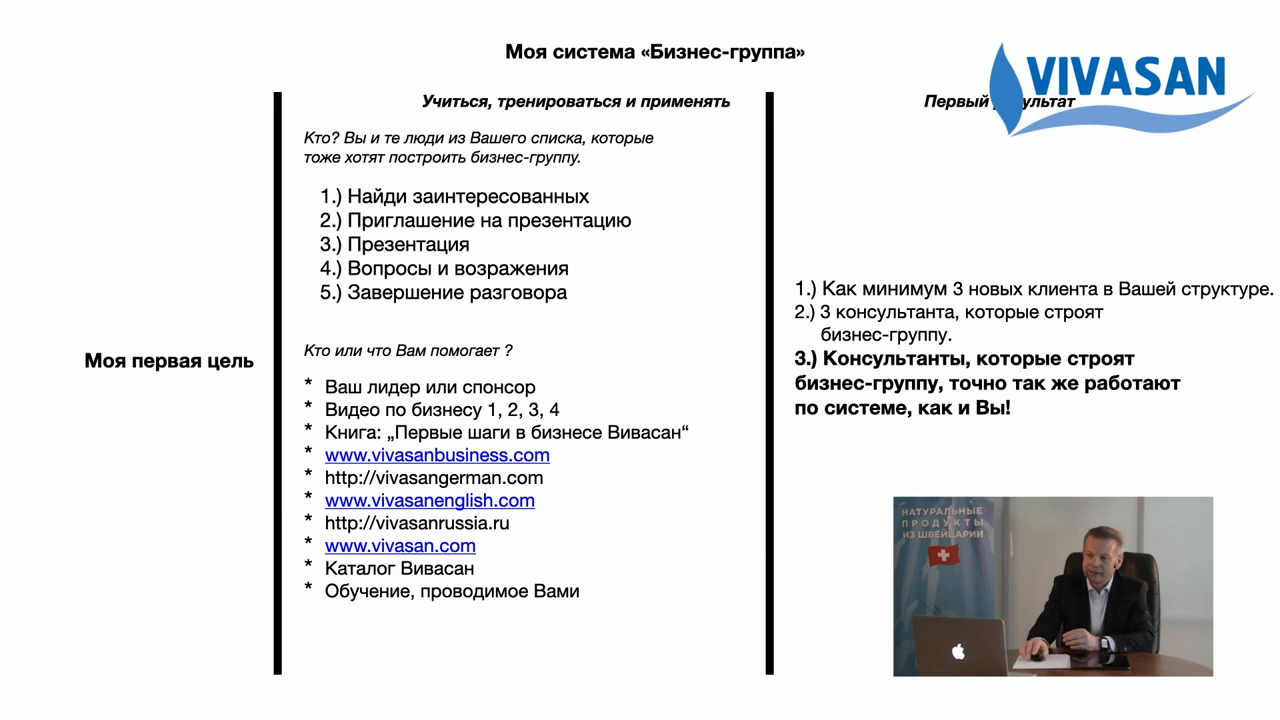 Моя система «Бизнес-группа»
VIVASAN
Учиться, тренироваться и применять
Первый результат
Кто? Вы и те люди из Вашего списка, которые
тоже хотят построить бизнес-группу.
1.) Найди заинтересованных
2.) Приглашение на презентацию
3.) Презентация
4.) Вопросы и возражения
5.) Завершение разговора
Кто или что Вам помогает ?
Моя первая цель
* Ваш лидер или спонсор
* Видео по бизнесу 1, 2, 3, 4
* Книга: „Первые шаги в бизнесе Вивасан“
* www.vivasanbusiness.com
* http://vivasangerman.com
* www.vivasanenglish.com
* http://vivasanrussia.ru
* www.vivasan.com
* Каталог Вивасан
* Обучение, проводимое Вами
1.) Как минимум 3 новых клиента в Вашей структуре.
2.) 3 консультанта, которые строят
бизнес-группу.
3.) Консультанты, которые строят
бизнес-группу, точно так же работают
по системе, как и Вы!
НАТУРАЛЬНЫЕ
ПРОДУКТЫ
ИЗ ШВЕЙЦАРИИ